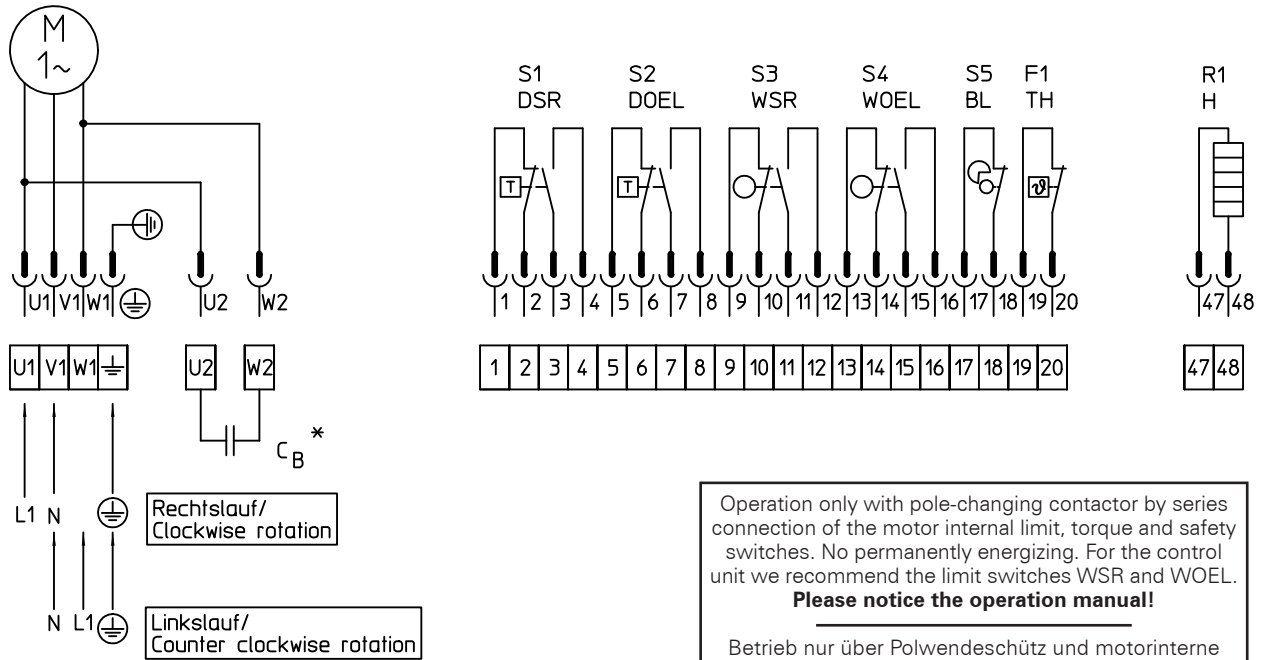 M
1~
S1 S2 S3 S4 S5 F1 R1
DSR DOEL WSR WOEL BL TH H
T T ϑ
U1 V1 W1 U2 W2 1 2 3 4 5 6 7 8 9 10 11 12 13 14 15 16 17 18 19 20 47 48
U1 V1 W1 U2 W2 1 2 3 4 5 6 7 8 9 10 11 12 13 14 15 16 17 18 19 20 47 48
CB *
L1 N
Rechtslauf/
Clockwise rotation
N L1
Linkslauf/
Counter clockwise rotation
Operation only with pole-changing contactor by series
connection of the motor internal limit, torque and safety
switches. No permanently energizing. For the control
unit we recommend the limit switches WSR and WOEL.
Please notice the operation manual!
Betrieb nur über Polwendeschütz und motorinterne